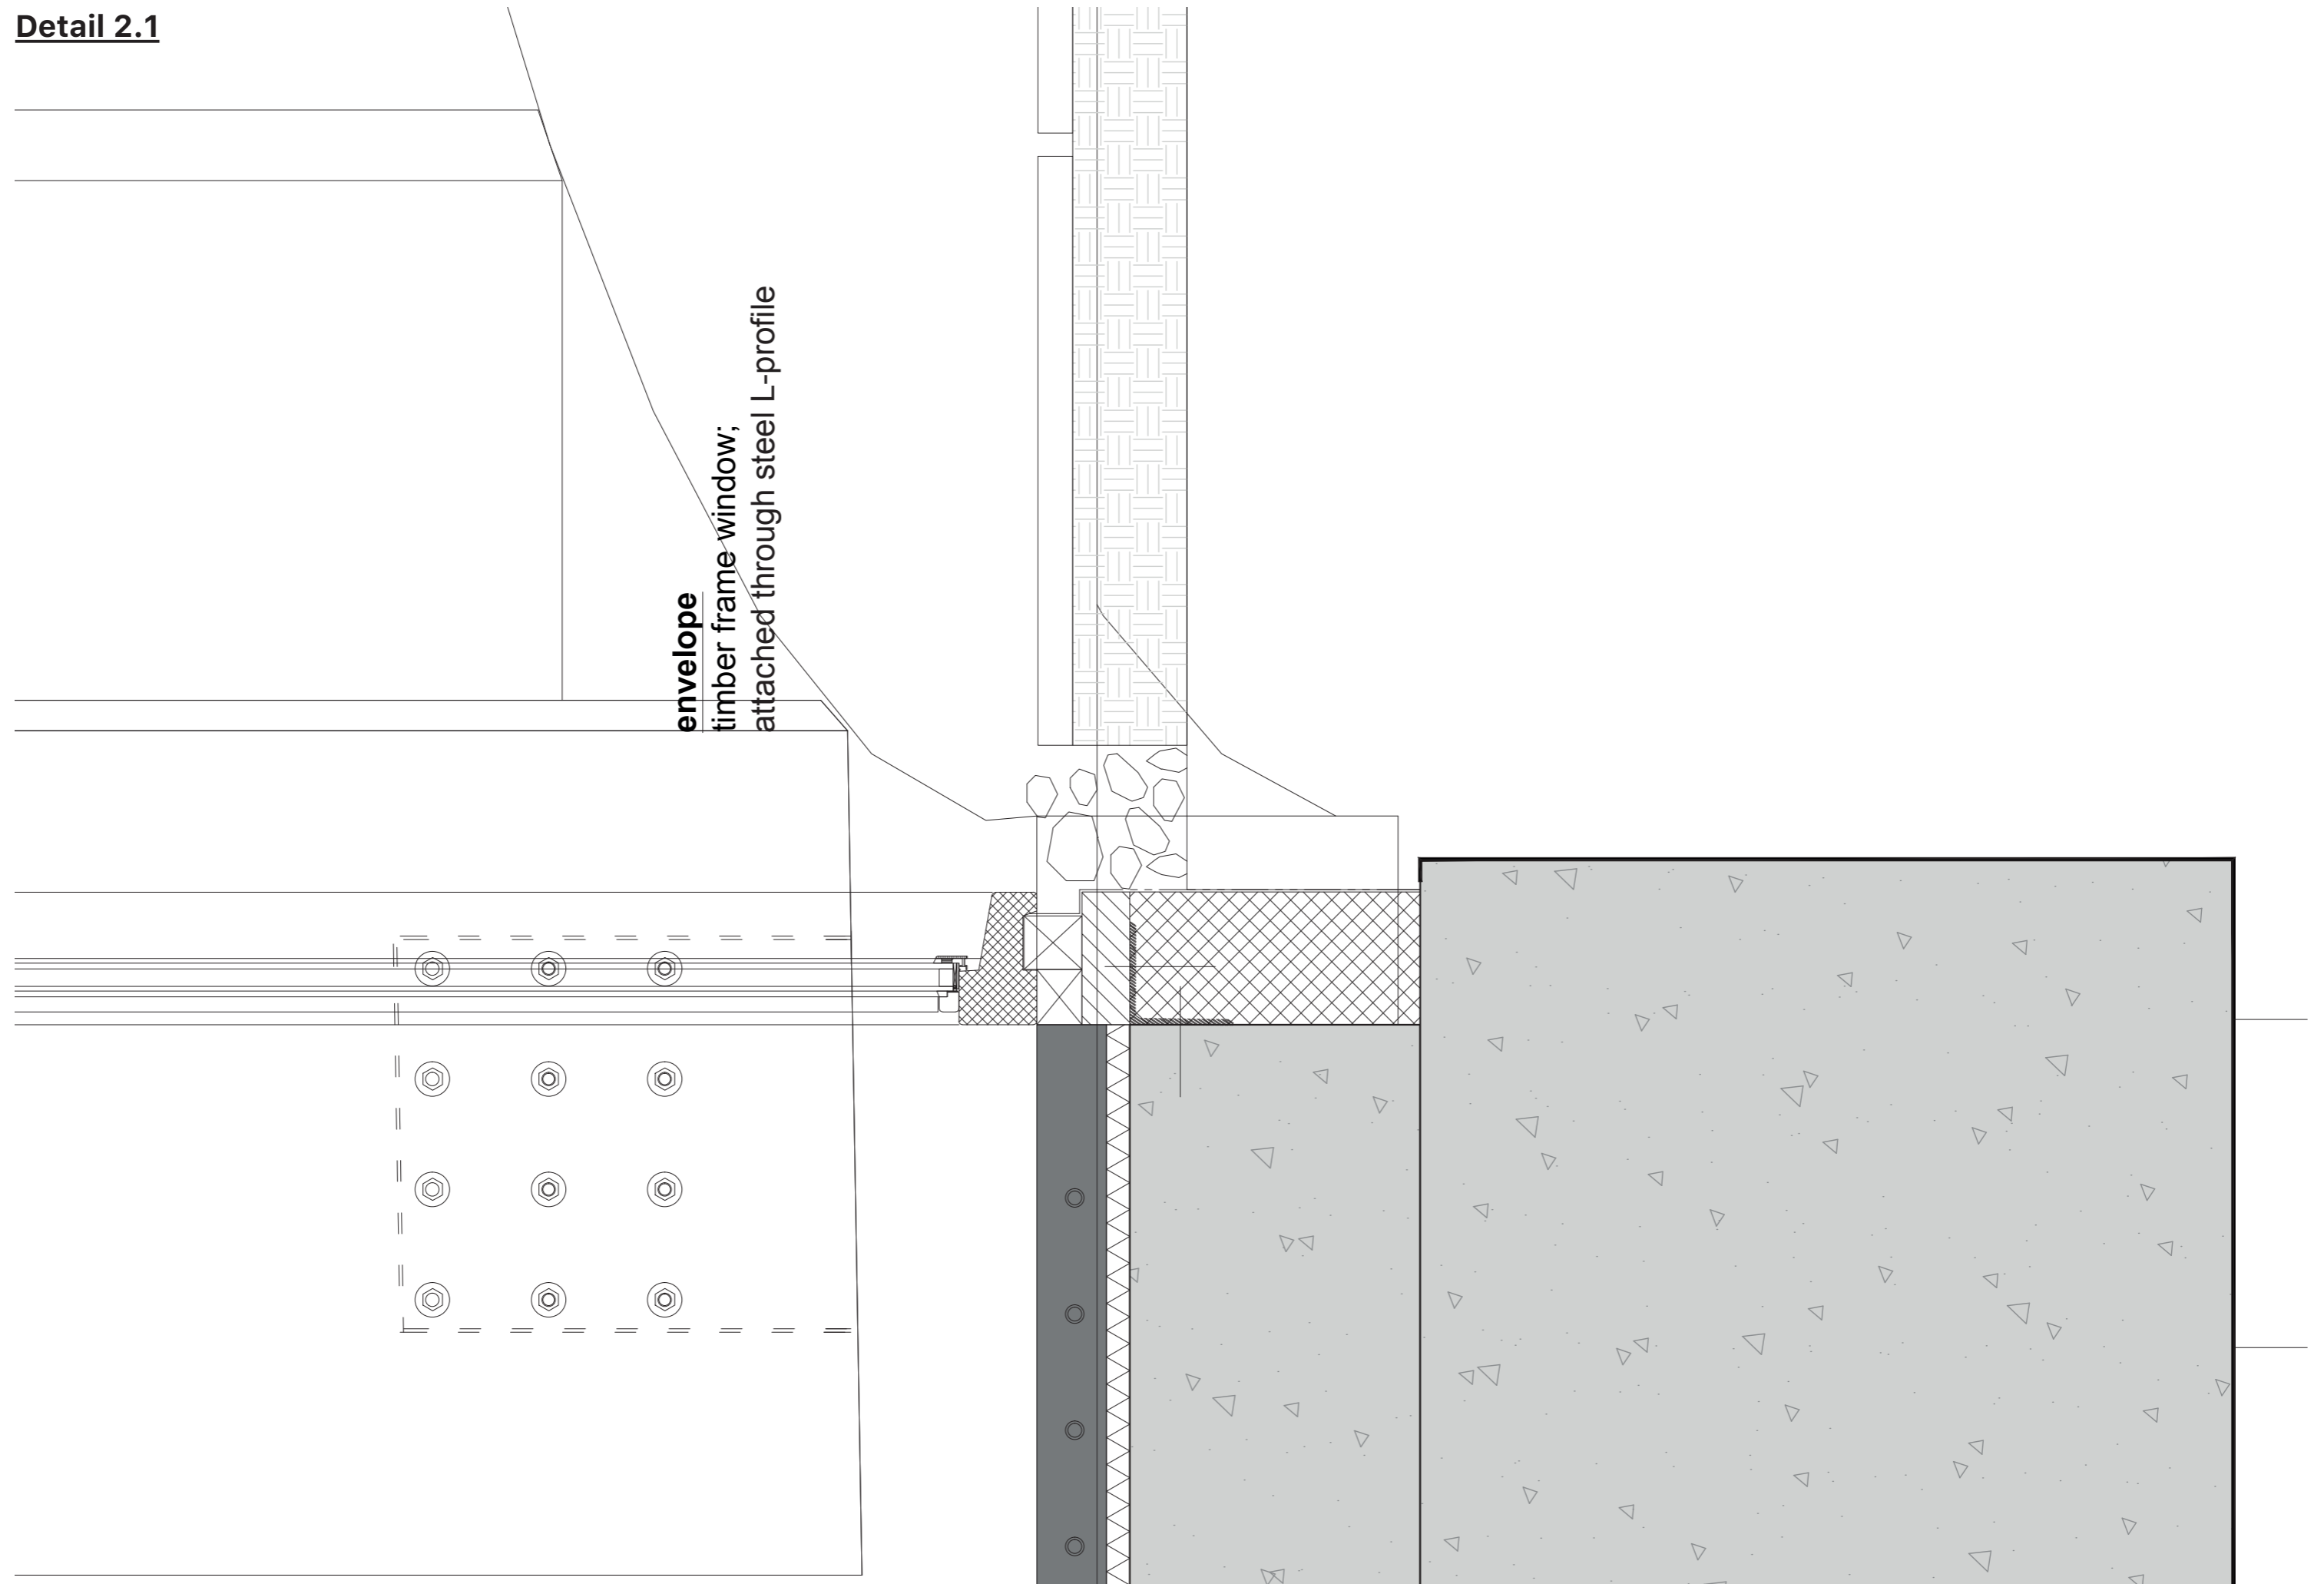 Detail 2.1
envelope
timber frame window;
attached through steel L-profile